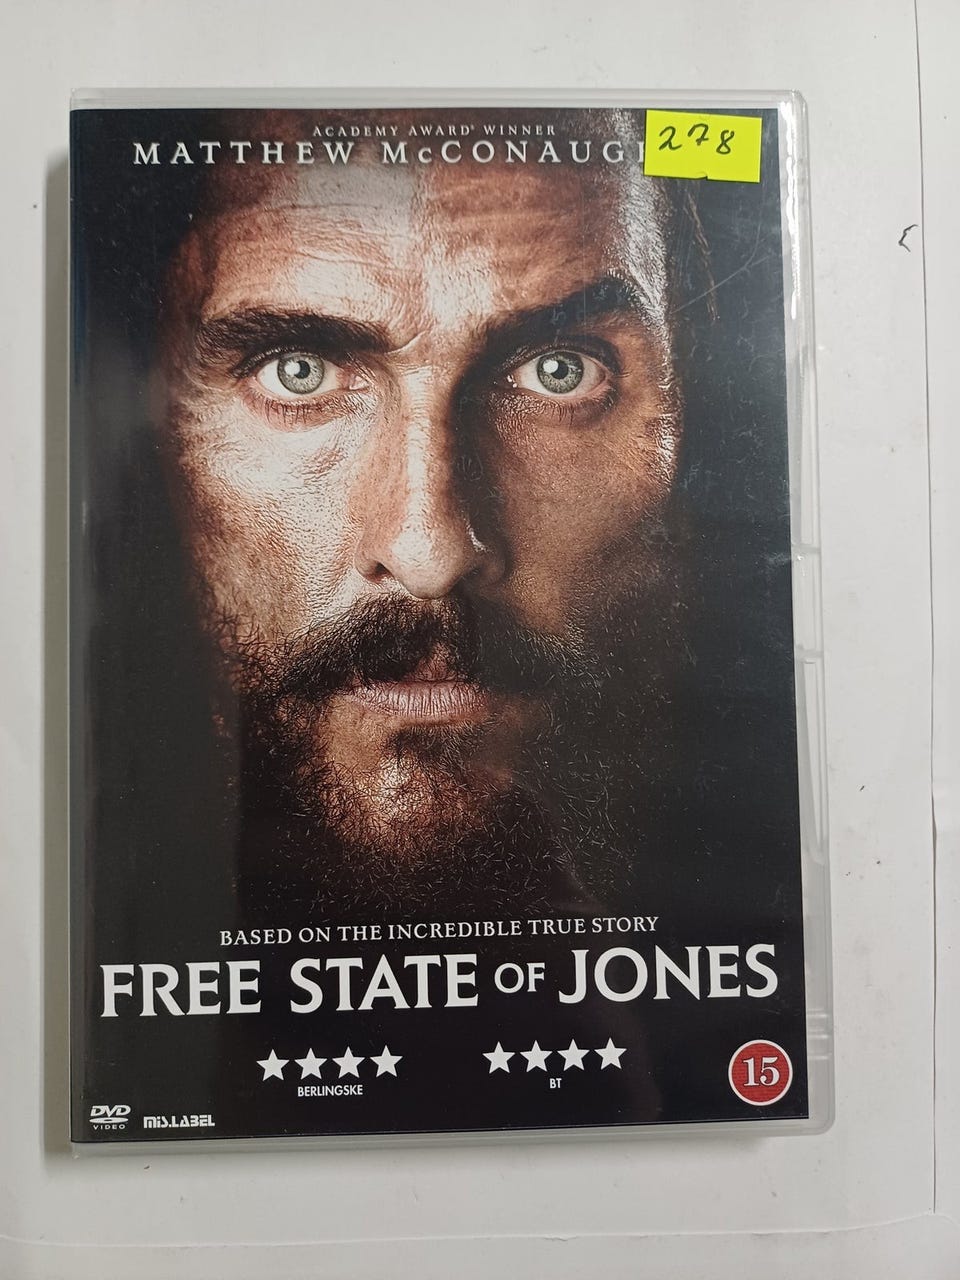 ACADEMY AWARD® WINNER
MATTHEW McCONAUGH
278
BASED ON THE INCREDIBLE TRUE STORY
FREE STATE OF JONES
BERLINGSKE
BT
15
DVD
VIDEO
MIS.LABEL